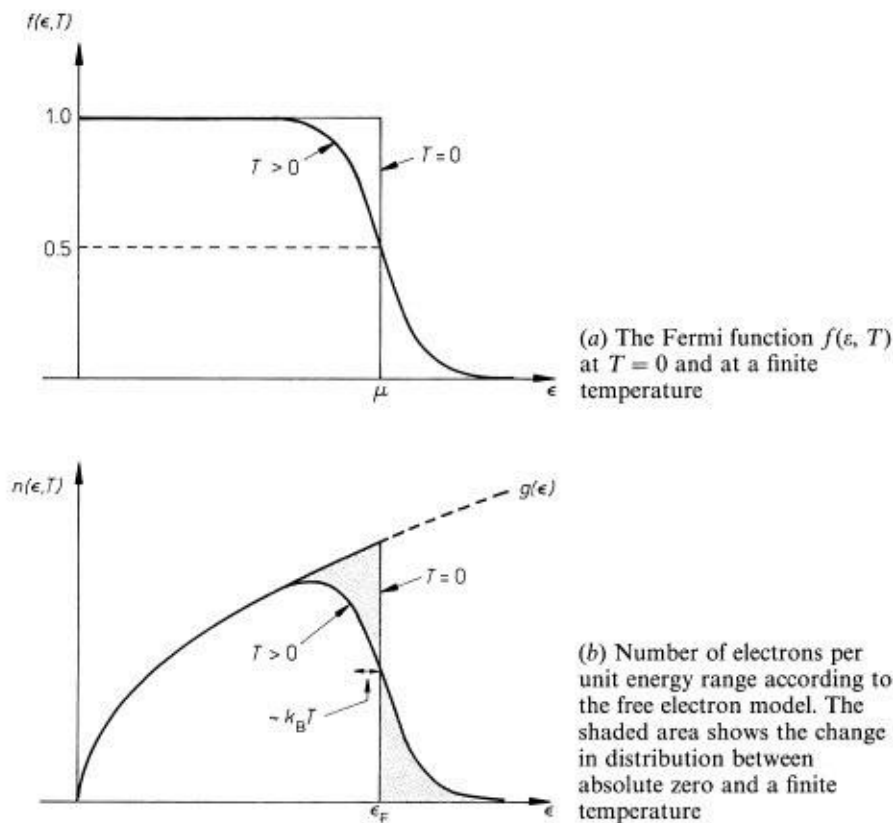 f(ϵ,T)
1.0
T > 0
T = 0
0.5
μ
ϵ
(a) The Fermi function f(ε, T)
at T = 0 and at a finite
temperature
n(ϵ,T)
g(ϵ)
T = 0
T > 0
~ k_BT
ϵ_F
ϵ
(b) Number of electrons per
unit energy range according to
the free electron model. The
shaded area shows the change
in distribution between
absolute zero and a finite
temperature